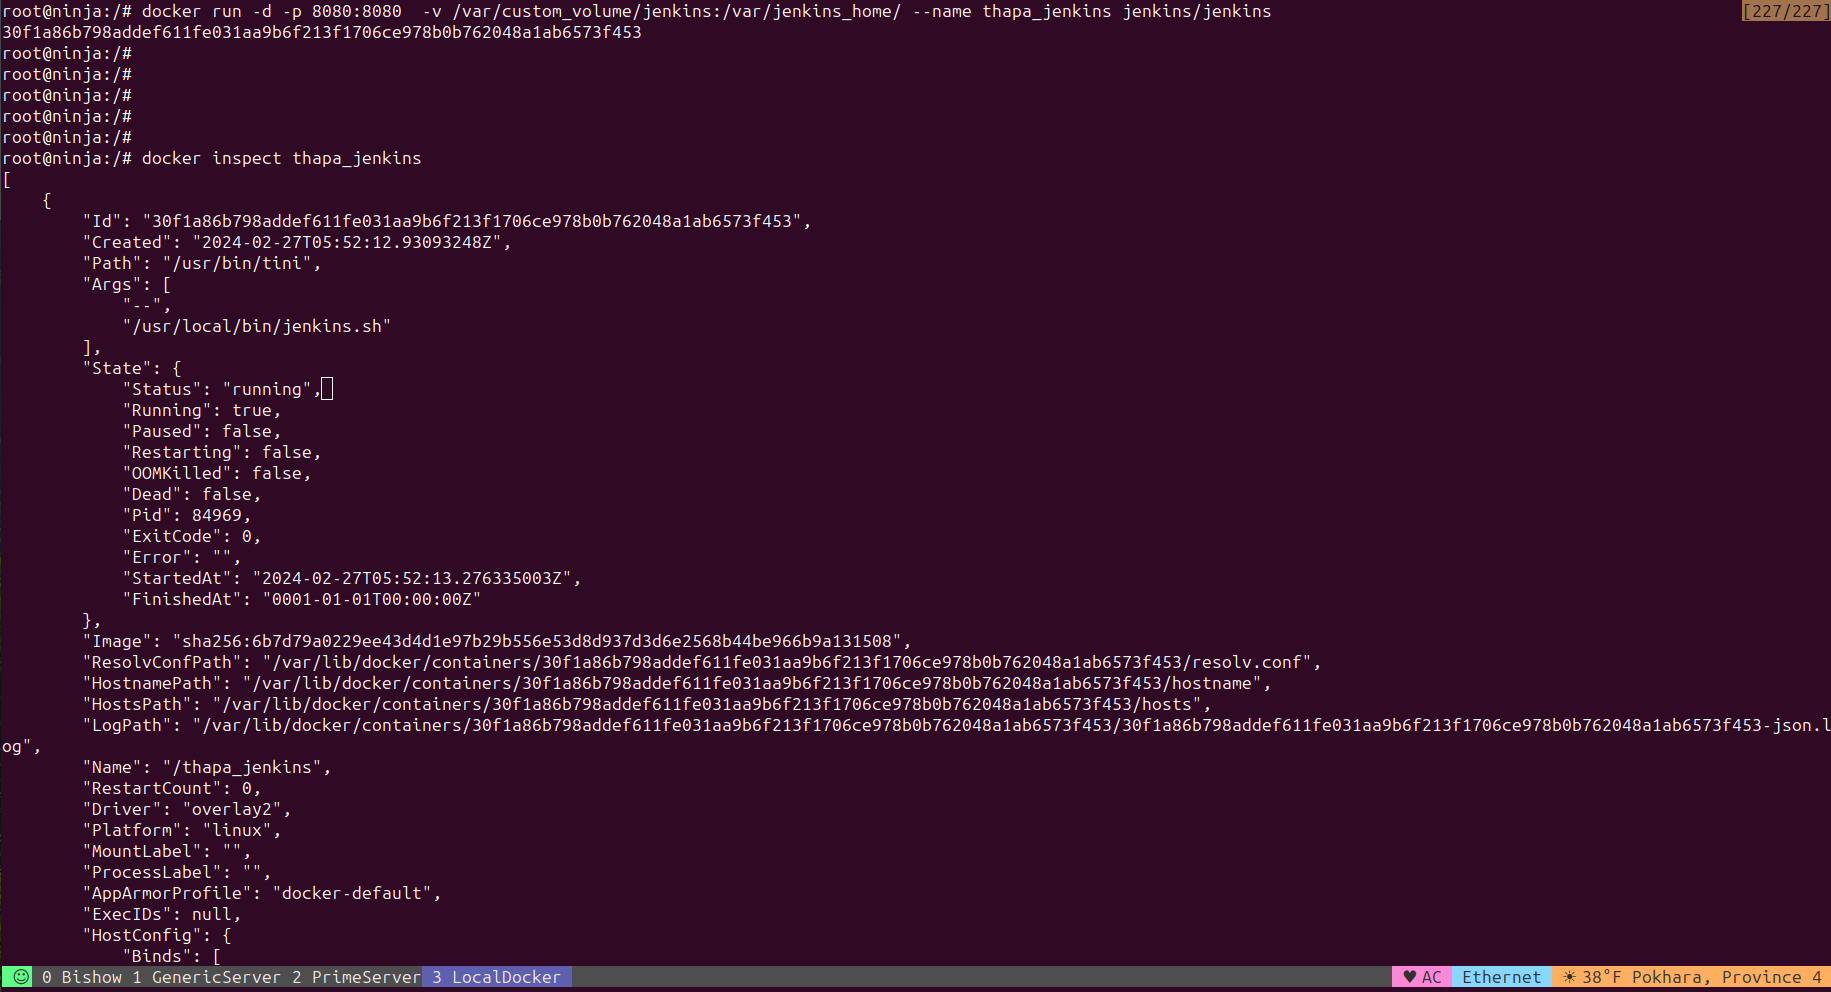 root@ninja:/# docker run -d -p 8080:8080  -v /var/custom_volume/jenkins:/var/jenkins_home/ --name thapa_jenkins jenkins/jenkins [227/227]
30f1a86b798addef611fe031aa9b6f213f1706ce978b0b762048a1ab6573f453
root@ninja:/#
root@ninja:/#
root@ninja:/#
root@ninja:/#
root@ninja:/#
root@ninja:/# docker inspect thapa_jenkins
[
    {
        "Id": "30f1a86b798addef611fe031aa9b6f213f1706ce978b0b762048a1ab6573f453",
        "Created": "2024-02-27T05:52:12.93093248Z",
        "Path": "/usr/bin/tini",
        "Args": [
            "--",
            "/usr/local/bin/jenkins.sh"
        ],
        "State": {
            "Status": "running",
            "Running": true,
            "Paused": false,
            "Restarting": false,
            "OOMKilled": false,
            "Dead": false,
            "Pid": 84969,
            "ExitCode": 0,
            "Error": "",
            "StartedAt": "2024-02-27T05:52:13.276335003Z",
            "FinishedAt": "0001-01-01T00:00:00Z"
        },
        "Image": "sha256:6b7d79a0229ee43d4d1e97b29b556e53d8d937d3d6e2568b44be966b9a131508",
        "ResolvConfPath": "/var/lib/docker/containers/30f1a86b798addef611fe031aa9b6f213f1706ce978b0b762048a1ab6573f453/resolv.conf",
        "HostnamePath": "/var/lib/docker/containers/30f1a86b798addef611fe031aa9b6f213f1706ce978b0b762048a1ab6573f453/hostname",
        "HostsPath": "/var/lib/docker/containers/30f1a86b798addef611fe031aa9b6f213f1706ce978b0b762048a1ab6573f453/hosts",
        "LogPath": "/var/lib/docker/containers/30f1a86b798addef611fe031aa9b6f213f1706ce978b0b762048a1ab6573f453/30f1a86b798addef611fe031aa9b6f213f1706ce978b0b762048a1ab6573f453-json.l
og",
        "Name": "/thapa_jenkins",
        "RestartCount": 0,
        "Driver": "overlay2",
        "Platform": "linux",
        "MountLabel": "",
        "ProcessLabel": "",
        "AppArmorProfile": "docker-default",
        "ExecIDs": null,
        "HostConfig": {
            "Binds": [
☺ 0 Bishow 1 GenericServer 2 PrimeServer 3 LocalDocker ♥ AC Ethernet ☀ 38°F Pokhara, Province 4